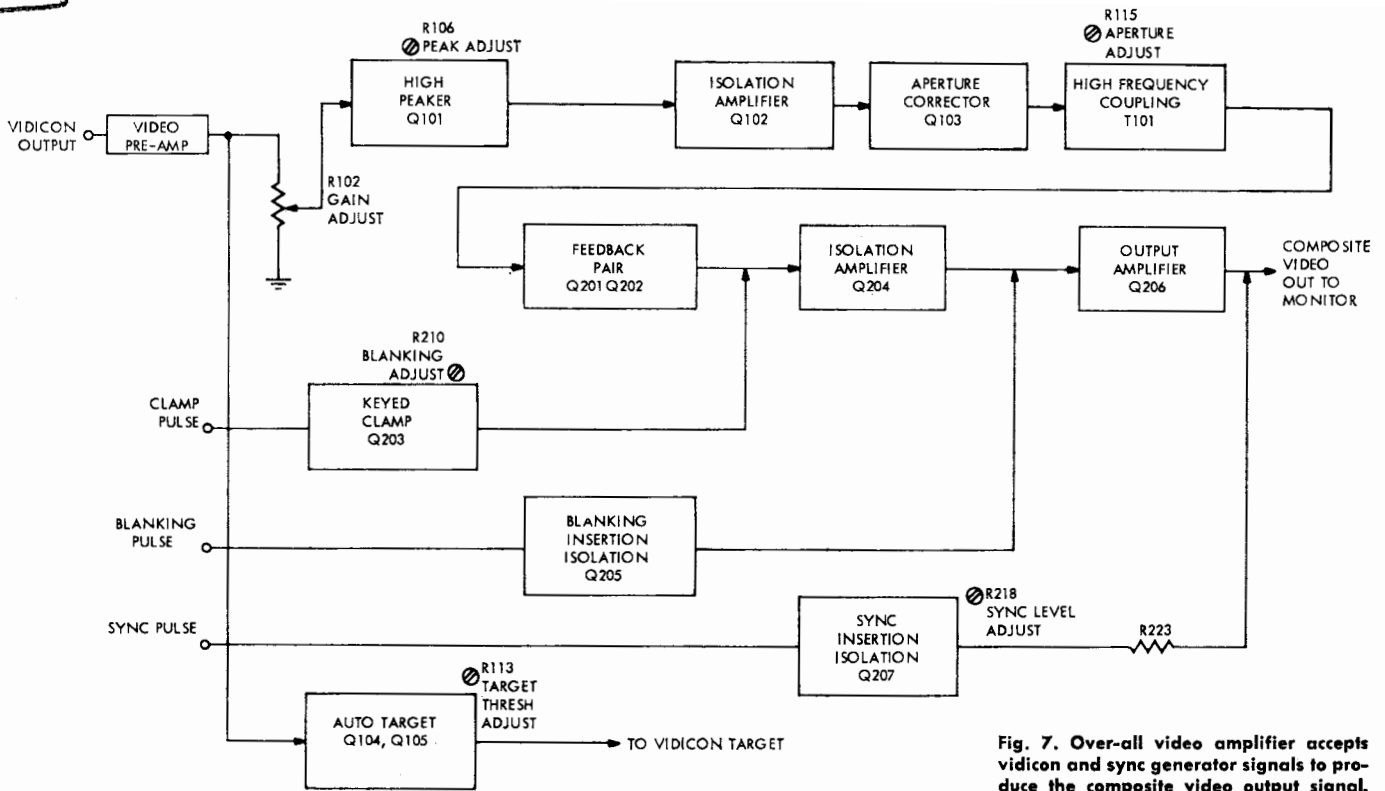 R106
PEAK ADJUST
R115
APERTURE
ADJUST
HIGH
PEAKER
Q101
ISOLATION
AMPLIFIER
Q102
APERTURE
CORRECTOR
Q103
HIGH FREQUENCY
COUPLING
T101
VIDICON
OUTPUT
VIDEO
PRE-AMP
R102
GAIN
ADJUST
FEEDBACK
PAIR
Q201 Q202
ISOLATION
AMPLIFIER
Q204
OUTPUT
AMPLIFIER
Q206
COMPOSITE
VIDEO
OUT TO
MONITOR
R210
BLANKING
ADJUST
CLAMP
PULSE
KEYED
CLAMP
Q203
BLANKING
PULSE
BLANKING
INSERTION
ISOLATION
Q205
SYNC PULSE
SYNC
INSERTION
ISOLATION
Q207
R218
SYNC LEVEL
ADJUST
R223
R113
TARGET
THRESH
ADJUST
AUTO TARGET
Q104, Q105
TO VIDICON TARGET
Fig. 7. Over-all video amplifier accepts
vidicon and sync generator signals to pro-
duce the composite video output signal.